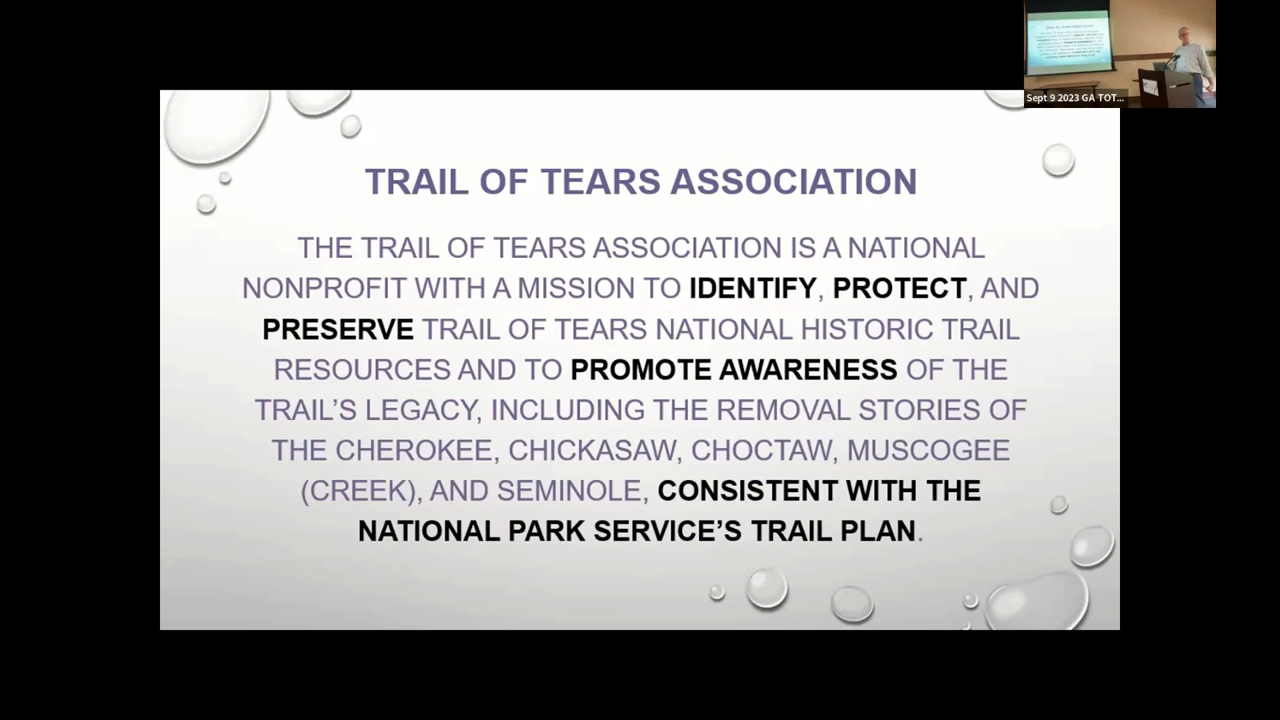 Sept 9 2023 GA TOT...
TRAIL OF TEARS ASSOCIATION
THE TRAIL OF TEARS ASSOCIATION IS A NATIONAL
NONPROFIT WITH A MISSION TO IDENTIFY, PROTECT, AND
PRESERVE TRAIL OF TEARS NATIONAL HISTORIC TRAIL
RESOURCES AND TO PROMOTE AWARENESS OF THE
TRAIL’S LEGACY, INCLUDING THE REMOVAL STORIES OF
THE CHEROKEE, CHICKASAW, CHOCTAW, MUSCOGEE
(CREEK), AND SEMINOLE, CONSISTENT WITH THE
NATIONAL PARK SERVICE’S TRAIL PLAN.